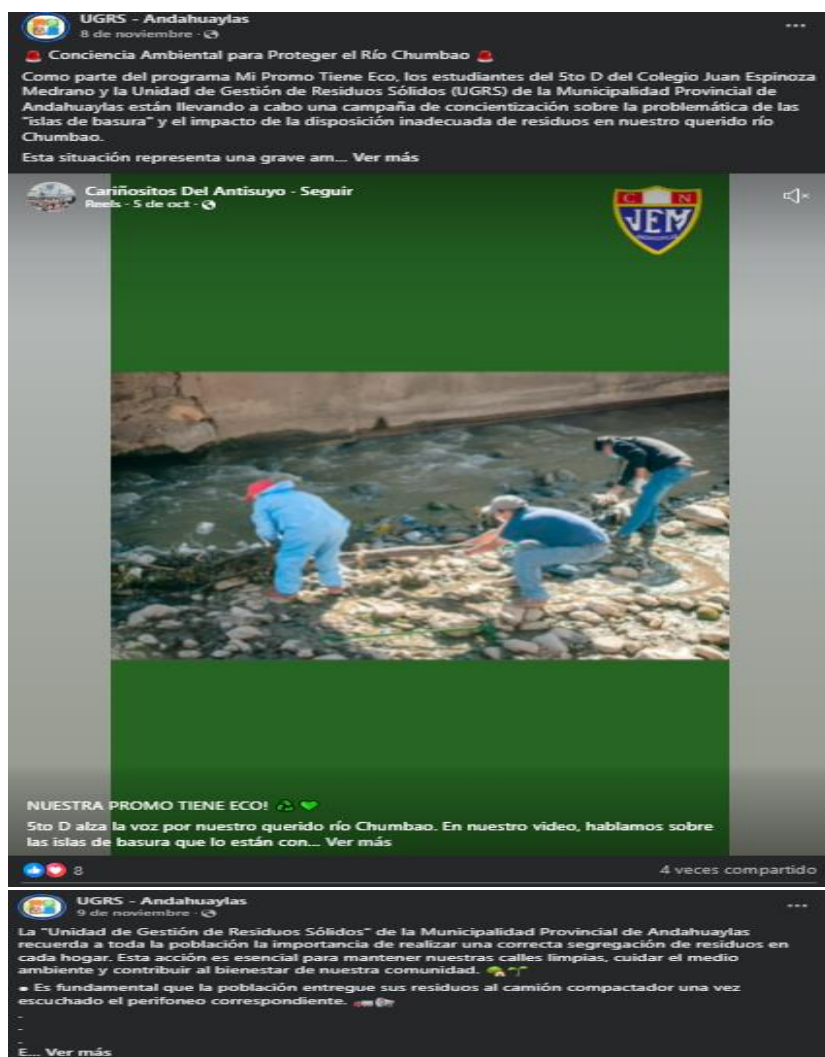 UGRS - Andahuaylas
8 de noviembre ·
🚨 Conciencia Ambiental para Proteger el Río Chumbao 🚨
Como parte del programa Mi Promo Tiene Eco, los estudiantes del 5to D del Colegio Juan Espinoza
Medrano y la Unidad de Gestión de Residuos Sólidos (UGRS) de la Municipalidad Provincial de
Andahuaylas están llevando a cabo una campaña de concientización sobre la problemática de las
"islas de basura" y el impacto de la disposición inadecuada de residuos en nuestro querido río
Chumbao.
Esta situación representa una grave am... Ver más
Cariñositos Del Antisuyo - Seguir
Reels - 5 de oct ·
C N
JEM
NUESTRA PROMO TIENE ECO! ♻️💚
5to D alza la voz por nuestro querido río Chumbao. En nuestro video, hablamos sobre
las islas de basura que lo están con... Ver más
8
4 veces compartido
UGRS - Andahuaylas
9 de noviembre ·
La "Unidad de Gestión de Residuos Sólidos" de la Municipalidad Provincial de Andahuaylas
recuerda a toda la población la importancia de realizar una correcta segregación de residuos en
cada hogar. Esta acción es esencial para mantener nuestras calles limpias, cuidar el medio
ambiente y contribuir al bienestar de nuestra comunidad. 🏡🌱
• Es fundamental que la población entregue sus residuos al camión compactador una vez
escuchado el perifoneo correspondiente. 🚛🔊
-
-
-
E... Ver más